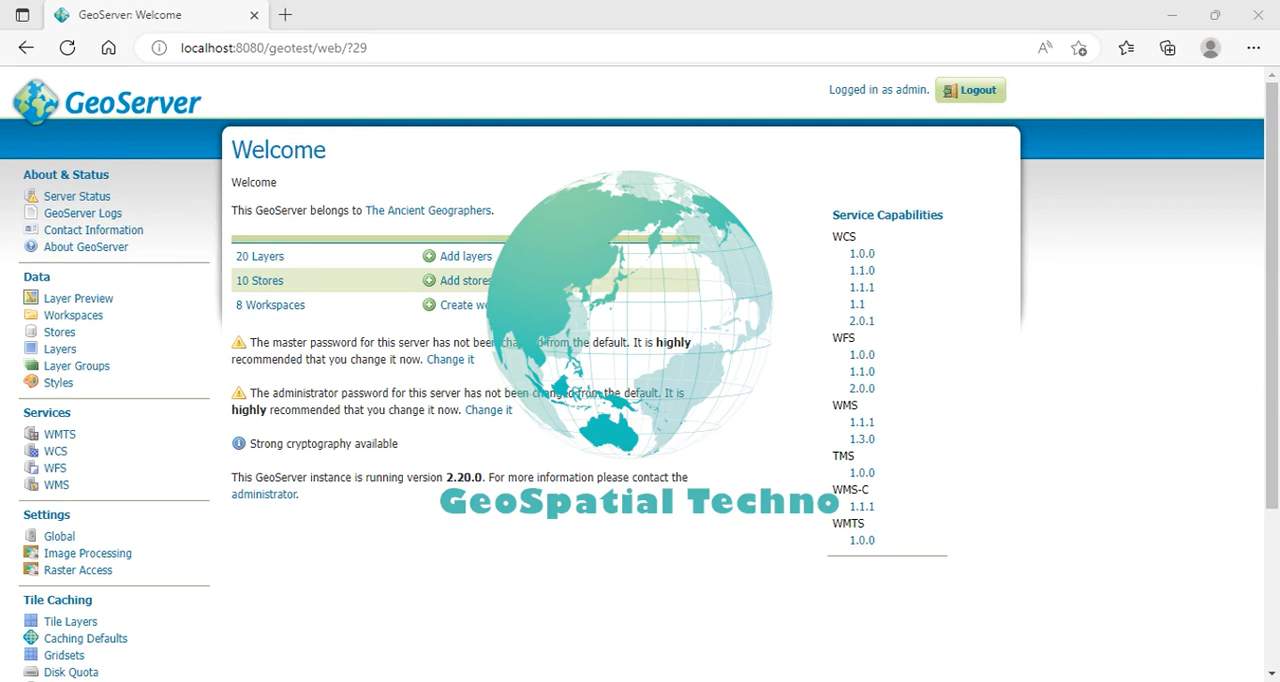 GeoServer: Welcome
localhost:8080/geotest/web/?29
GeoServer
Logged in as admin.
Logout
About & Status
Server Status
GeoServer Logs
Contact Information
About GeoServer
Data
Layer Preview
Workspaces
Stores
Layers
Layer Groups
Styles
Services
WMTS
WCS
WFS
WMS
Settings
Global
Image Processing
Raster Access
Tile Caching
Tile Layers
Caching Defaults
Gridsets
Disk Quota
Welcome
Welcome
This GeoServer belongs to The Ancient Geographers.
20 Layers Add layers
10 Stores Add stores
8 Workspaces Create
The master password for this server has not been changed from the default. It is highly
recommended that you change it now. Change it
The administrator password for this server has not been changed from the default. It is
highly recommended that you change it now. Change it
Strong cryptography available
This GeoServer instance is running version 2.20.0. For more information please contact the
administrator.
GeoSpatial Techno
Service Capabilities
WCS
1.0.0
1.1.0
1.1.1
1.1
2.0.1
WFS
1.0.0
1.1.0
2.0.0
WMS
1.1.1
1.3.0
TMS
1.0.0
WMS-C
1.1.1
WMTS
1.0.0